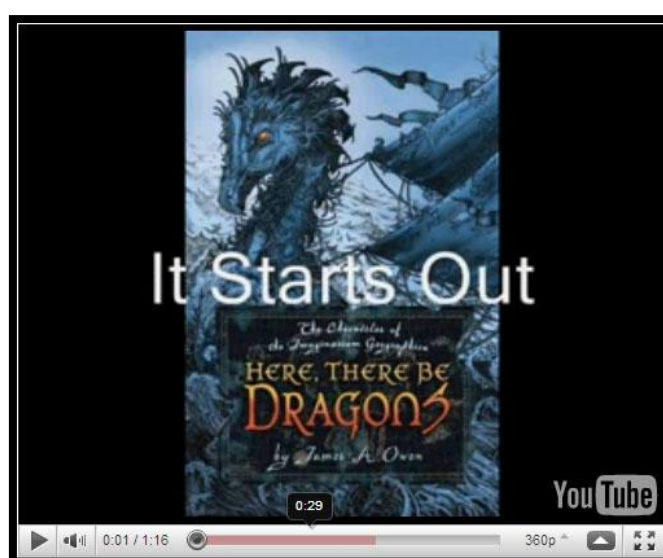 It Starts Out
The Chronicles of
the Imaginarium Geographica
HERE, THERE BE
DRAGONS
by James A. Owen
YouTube
0:29
0:01 / 1:16
360p